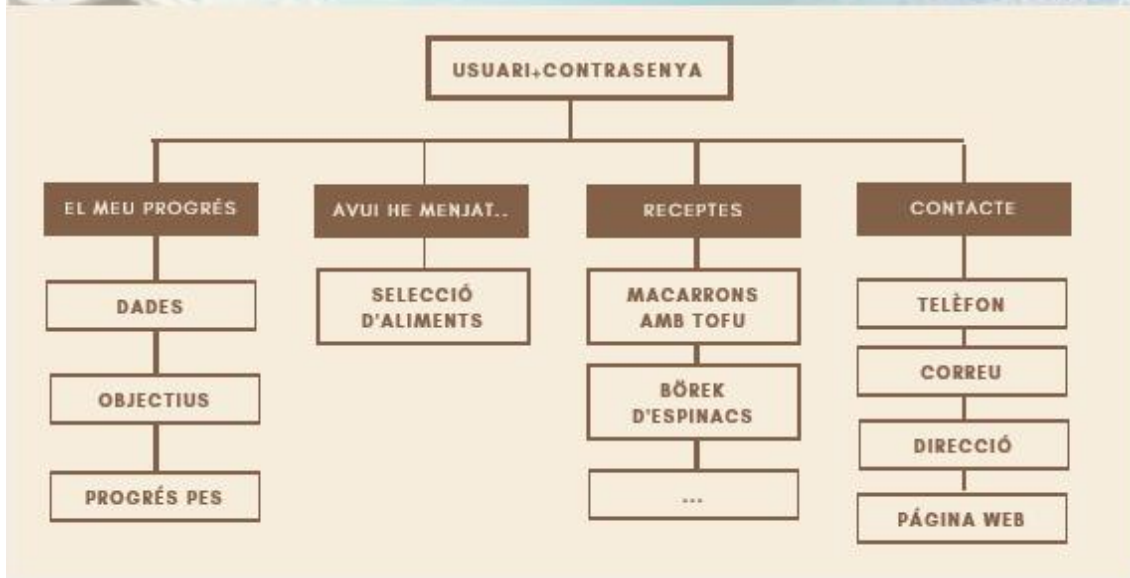 USUARI+CONTRASENYA
EL MEU PROGRÉS
AVUI HE MENJAT..
RECEPTES
CONTACTE
DADES
OBJECTIUS
PROGRÉS PES
SELECCIÓ
D'ALIMENTS
MACARRONS
AMB TOFU
BÖREK
D'ESPINACS
...
TELÈFON
CORREU
DIRECCIÓ
PÁGINA WEB